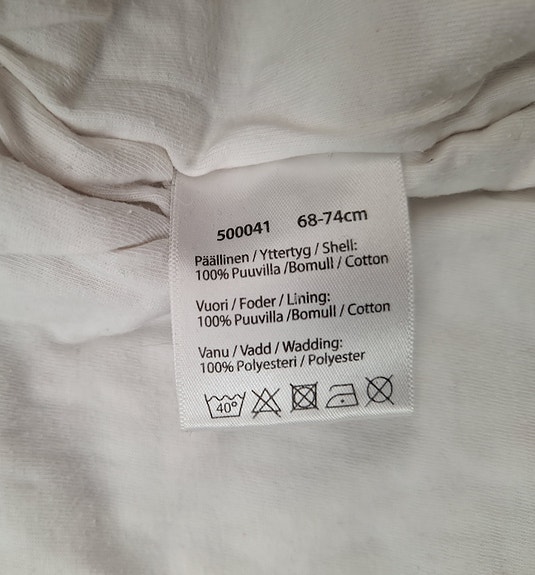 500041 68-74cm
Päällinen / Yttertyg / Shell:
100% Puuvilla /Bomull / Cotton
Vuori / Foder / Lining:
100% Puuvilla /Bomull / Cotton
Vanu / Vadd / Wadding:
100% Polyesteri / Polyester
40°